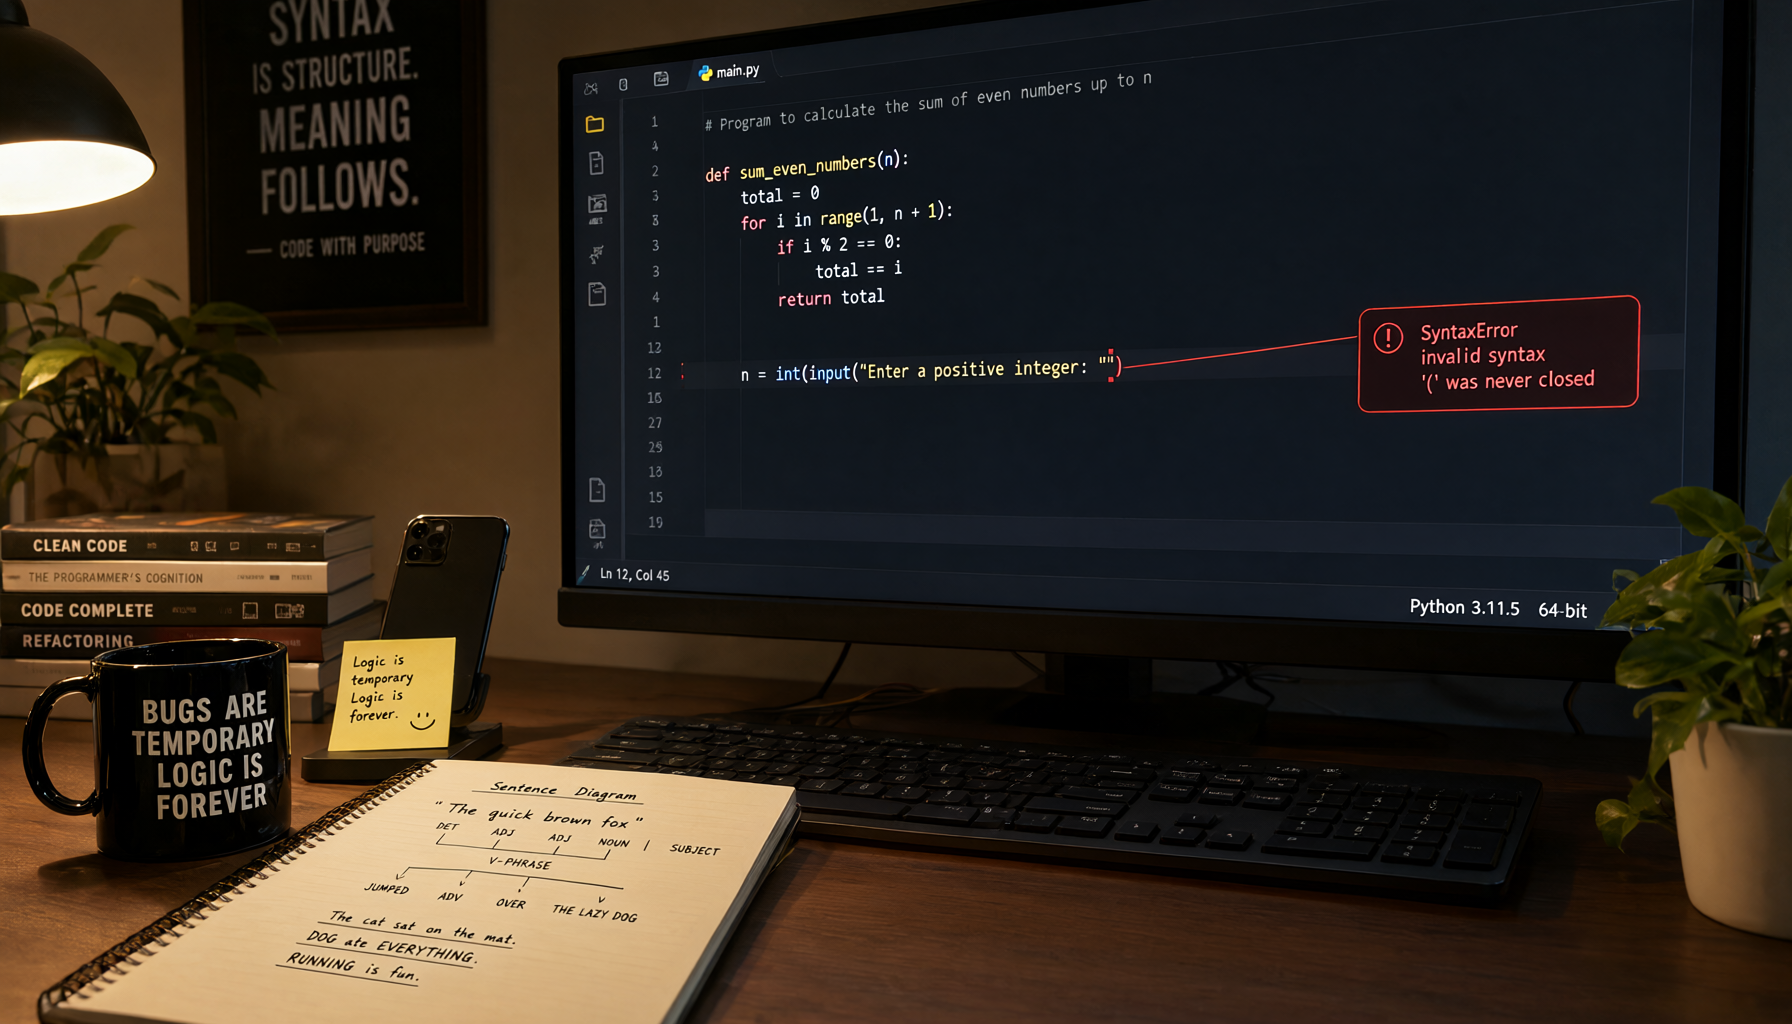 SYNTAX
IS STRUCTURE.
MEANING
FOLLOWS.
— CODE WITH PURPOSE
main.py
1 # Program to calculate the sum of even numbers up to n
4
2 def sum_even_numbers(n):
3 total = 0
3 for i in range(1, n + 1):
3 if i % 2 == 0:
3 total == i
4 return total
1
12
12 n = int(input("Enter a positive integer: "")
16
27
25
13
15
19
SyntaxError
invalid syntax
'(' was never closed
Ln 12, Col 45
Python 3.11.5 64-bit
CLEAN CODE
THE PROGRAMMER'S COGNITION
CODE COMPLETE
REFACTORING
BUGS ARE
TEMPORARY
LOGIC IS
FOREVER
Logic is
temporary
Logic is
forever.
Sentence Diagram
"The quick brown fox"
DET ADJ ADJ NOUN | SUBJECT
V-PHRASE
JUMPED ADV OVER THE LAZY DOG
The cat sat on the mat.
DOG ate EVERYTHING.
RUNNING is fun.